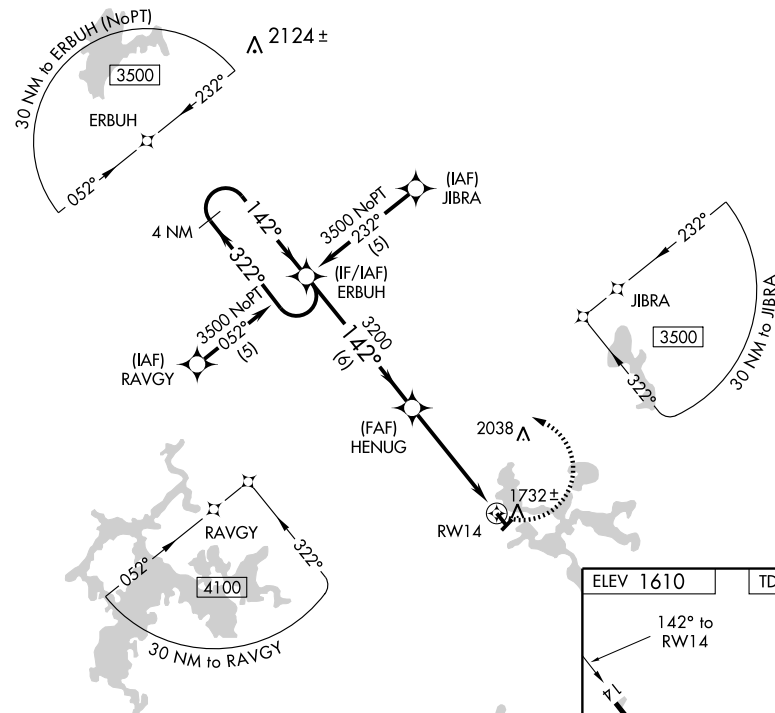 30 NM to ERBUH (NoPT)
2124 ±
3500
232°
ERBUH
052°
(IAF)
JIBRA
3500 NoPT
232°
(5)
4 NM
142°
322°
(IF/IAF)
ERBUH
3500 NoPT
052°
(5)
(IAF)
RAVGY
3200
142°
(6)
(FAF)
HENUG
232°
JIBRA
3500
322°
30 NM to JIBRA
2038
1732 ±
RW14
RAVGY
052°
322°
4100
30 NM to RAVGY
ELEV 1610
TD
142° to
RW14
14